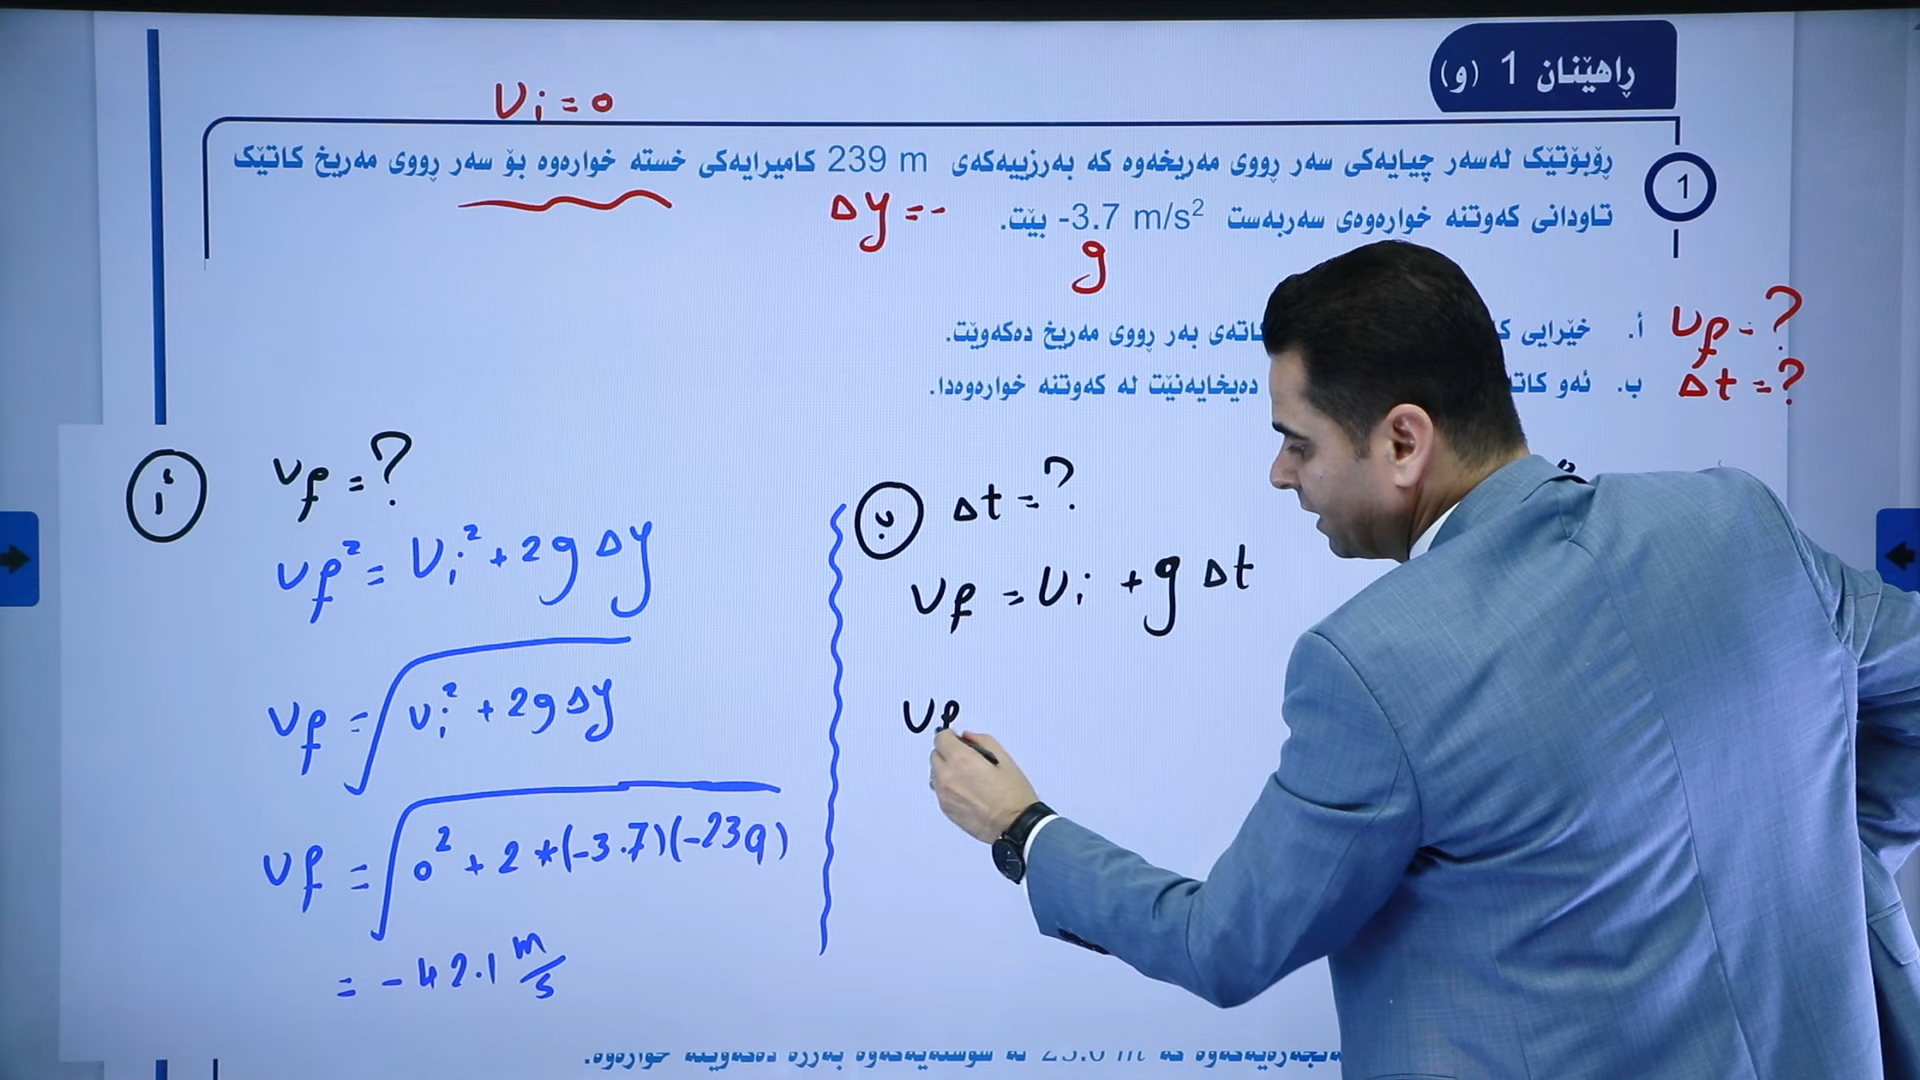 ڕاهێنان 1 (و)
Vi = 0
1
ڕۆبۆتێک لەسەر چیایەکی سەر ڕووی مەریخەوە کە بەرزییەکەی 239 m کامیرایەکی خستە خوارەوە بۆ سەر ڕووی مەریخ کاتێک
Δy = -
تاودانی کەوتنە خوارەوەی سەربەست -3.7 m/s² بێت.
g
أ. خێرایی کاتەی بەر ڕووی مەریخ دەکەوێت.
Vf = ?
ب. ئەو دەیخایەنێت لە کەوتنە خوارەوەدا.
Δt = ?
أ
Vf = ?
Vf² = Vi² + 2gΔy
Vf = √Vi² + 2gΔy
Vf = √0² + 2*(-3.7)(-239)
= -42.1 m/s
ب
Δt = ?
Vf = Vi + gΔt
Vf